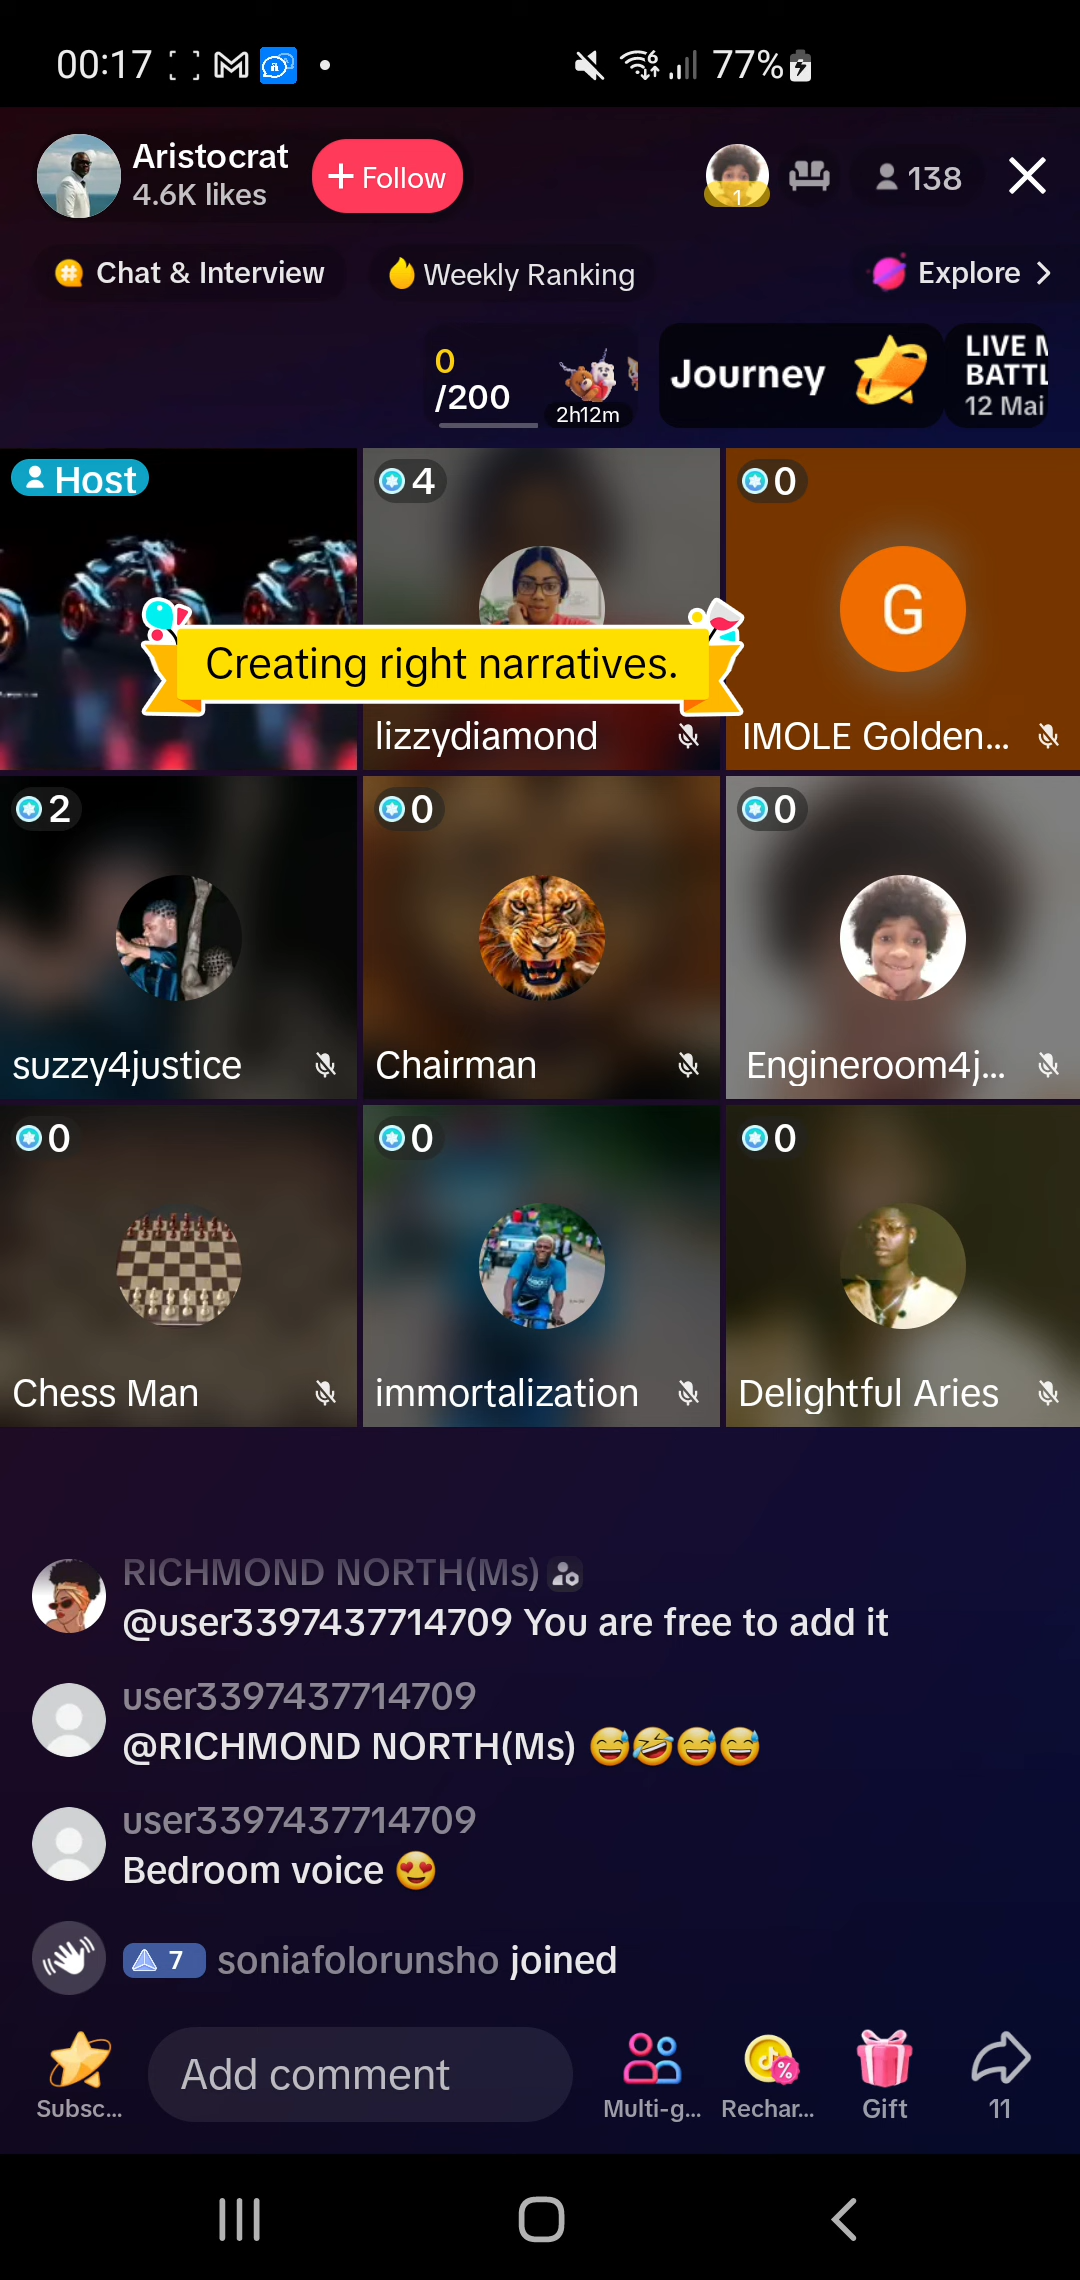 00:17
77%
Aristocrat
4.6K likes
+ Follow
1
138
Chat & Interview
Weekly Ranking
Explore
0
/200
2h12m
Journey
LIVE
BATTL
12 Mai
Host
4
0
Creating right narratives.
lizzydiamond
G
IMOLE Golden...
2
0
0
suzzy4justice
Chairman
Engineroom4j...
0
0
0
Chess Man
immortalization
Delightful Aries
RICHMOND NORTH(Ms)
@user3397437714709 You are free to add it
user3397437714709
@RICHMOND NORTH(Ms) 😅🤣😅😅
user3397437714709
Bedroom voice 😍
7 soniafolorunsho joined
Add comment
Subsc...
Multi-g...
Rechar...
Gift
11